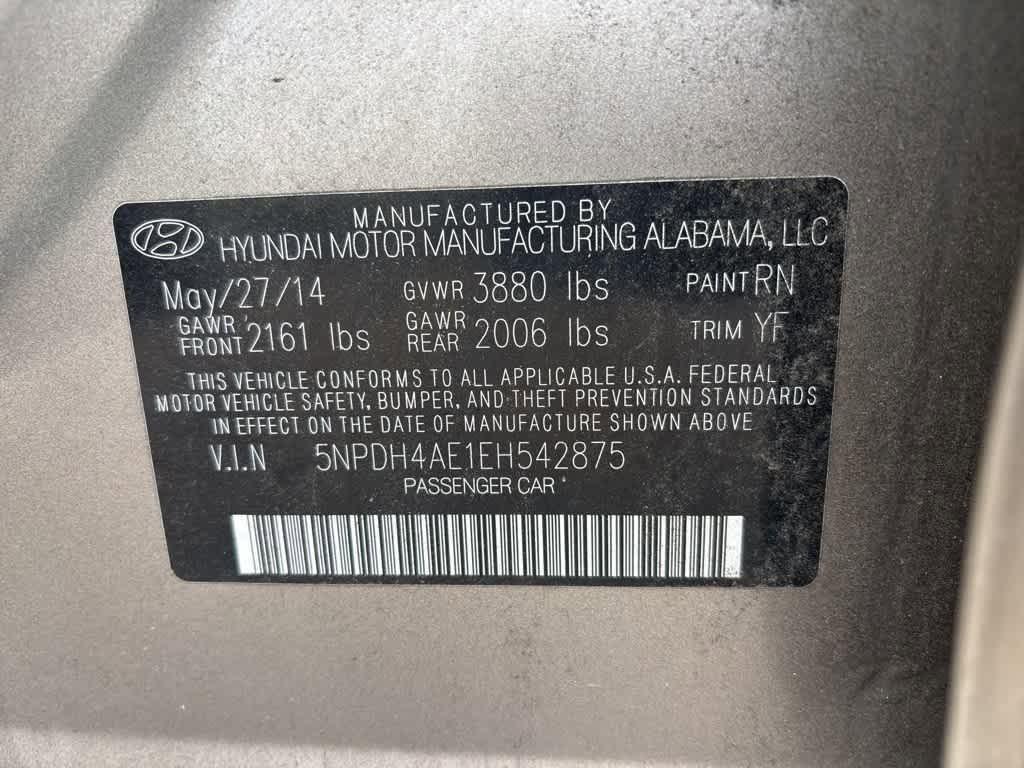 MANUFACTURED BY
HYUNDAI MOTOR MANUFACTURING ALABAMA, LLC
May/27/14 GVWR 3880 lbs PAINT RN
GAWR FRONT 2161 lbs GAWR REAR 2006 lbs TRIM YF
THIS VEHICLE CONFORMS TO ALL APPLICABLE U.S.A. FEDERAL
MOTOR VEHICLE SAFETY, BUMPER, AND THEFT PREVENTION STANDARDS
IN EFFECT ON THE DATE OF MANUFACTURE SHOWN ABOVE
V.I.N 5NPDH4AE1EH542875
PASSENGER CAR